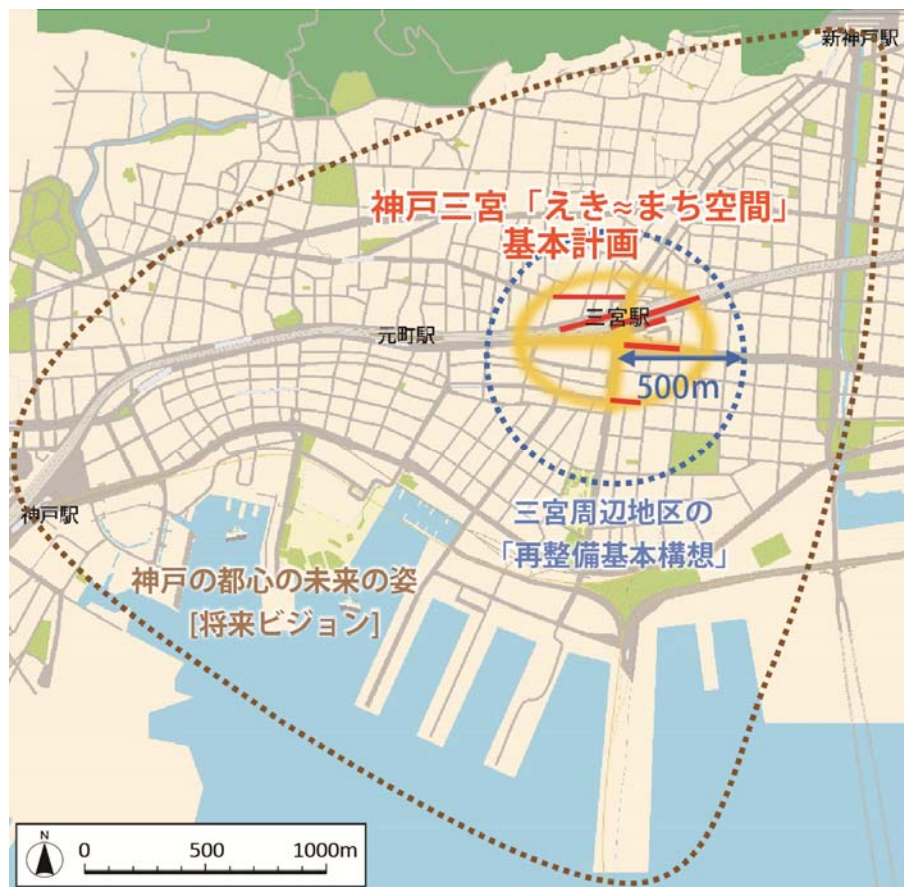 新神戸駅
神戸三宮「えき≈まち空間」
基本計画
三宮駅
元町駅
500m
神戸駅
三宮周辺地区の
「再整備基本構想」
神戸の都心の未来の姿
[将来ビジョン]
N
0 500 1000m